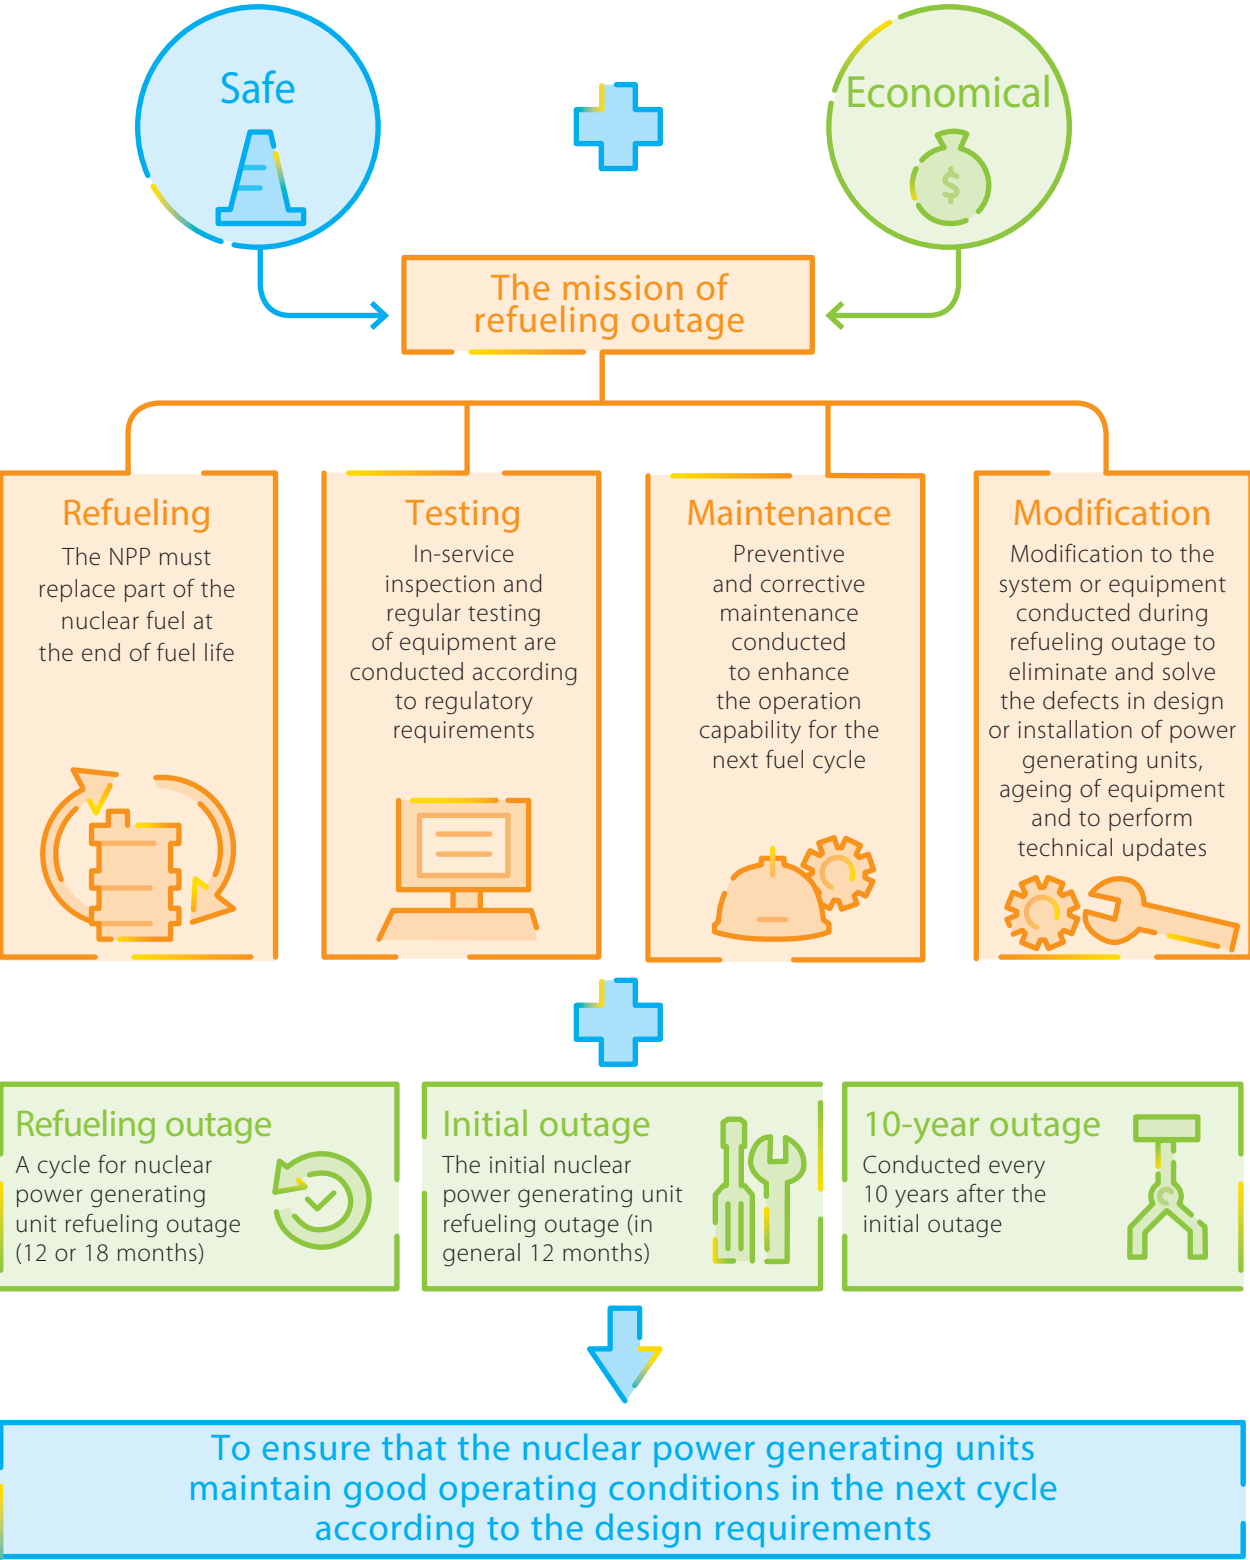 Safe
Economical
$
The mission of
refueling outage
Refueling
The NPP must
replace part of the
nuclear fuel at
the end of fuel life
Testing
In-service
inspection and
regular testing
of equipment are
conducted according
to regulatory
requirements
Maintenance
Preventive
and corrective
maintenance
conducted
to enhance
the operation
capability for the
next fuel cycle
Modification
Modification to the
system or equipment
conducted during
refueling outage to
eliminate and solve
the defects in design
or installation of power
generating units,
ageing of equipment
and to perform
technical updates
Refueling outage
A cycle for nuclear
power generating
unit refueling outage
(12 or 18 months)
Initial outage
The initial nuclear
power generating unit
refueling outage (in
general 12 months)
10-year outage
Conducted every
10 years after the
initial outage
To ensure that the nuclear power generating units
maintain good operating conditions in the next cycle
according to the design requirements